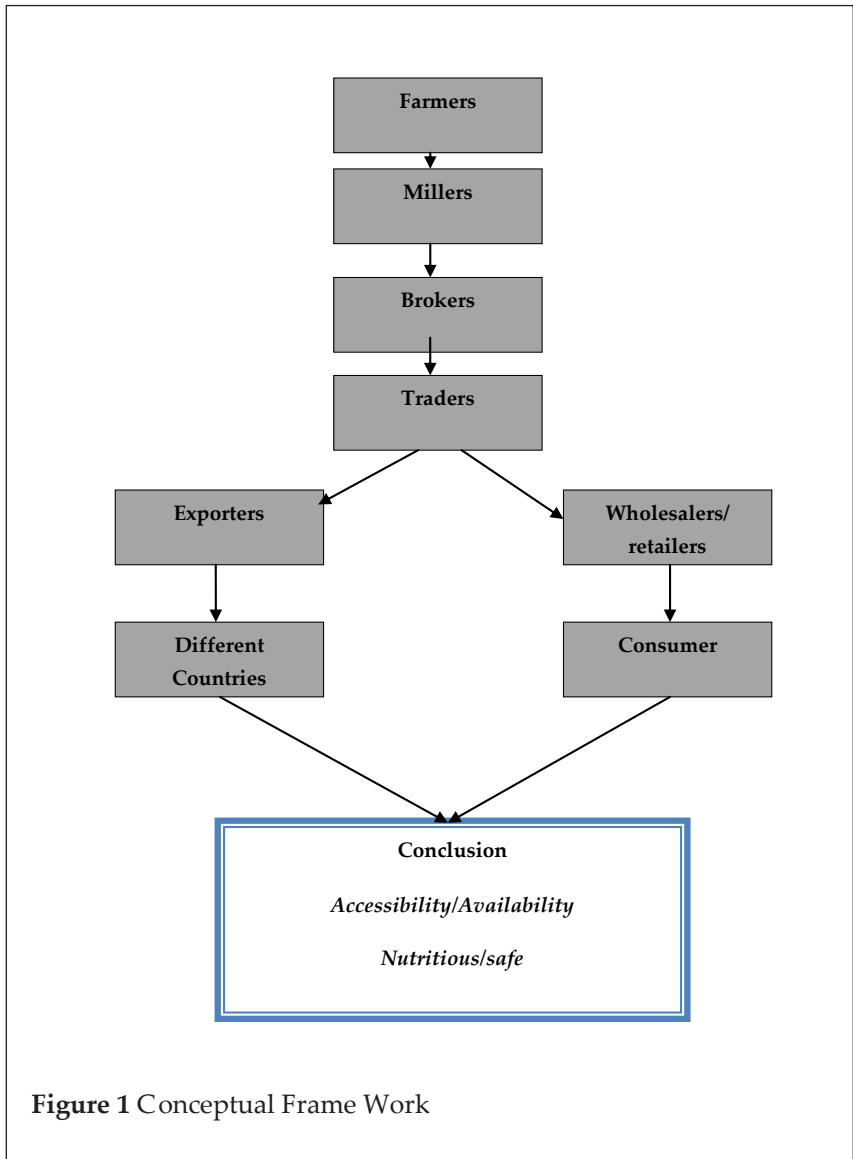 Farmers
Millers
Brokers
Traders
Exporters
Wholesalers/
retailers
Different
Countries
Consumer
Conclusion
Accessibility/Availability
Nutritious/safe
Figure 1 Conceptual Frame Work